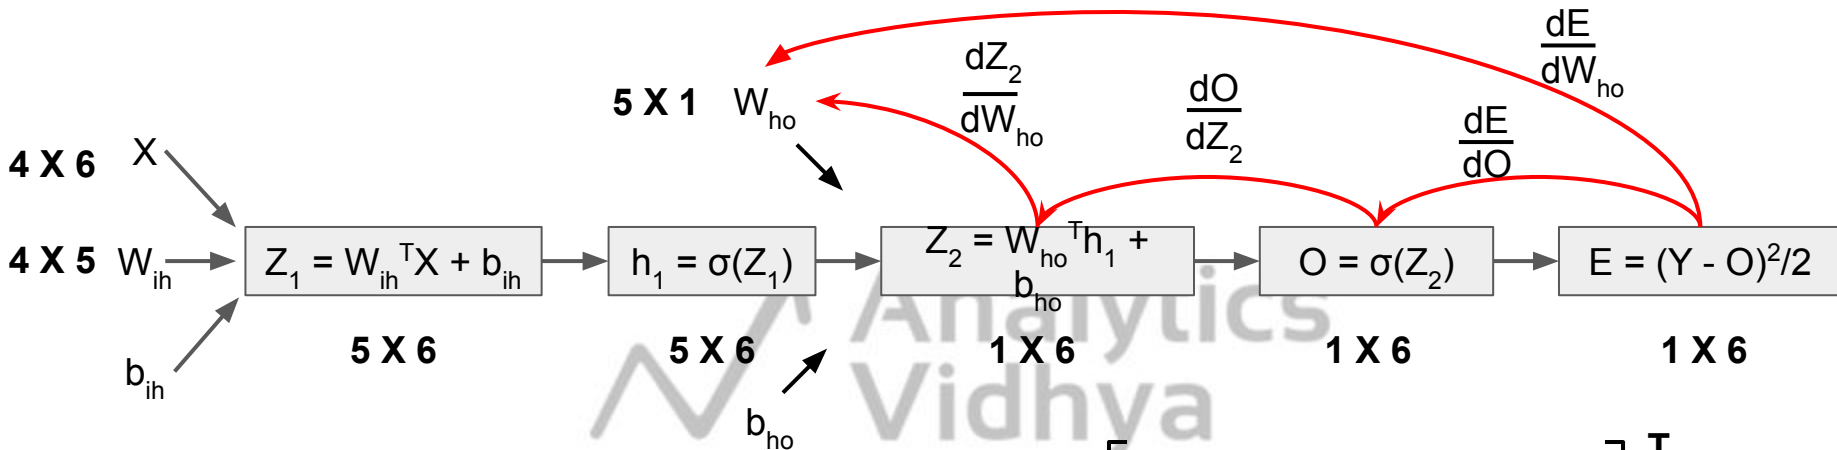 dE
dW_ho
dZ_2
dW_ho
dO
dZ_2
dE
dO
5 X 1 W_ho
4 X 6 X
4 X 5 W_ih
Z_1 = W_ih^T X + b_ih
h_1 = σ(Z_1)
Z_2 = W_ho^T h_1 +
b_ho
O = σ(Z_2)
E = (Y - O)^2/2
5 X 6
5 X 6
1 X 6
1 X 6
1 X 6
b_ih
b_ho
Analytics
Vidhya
T